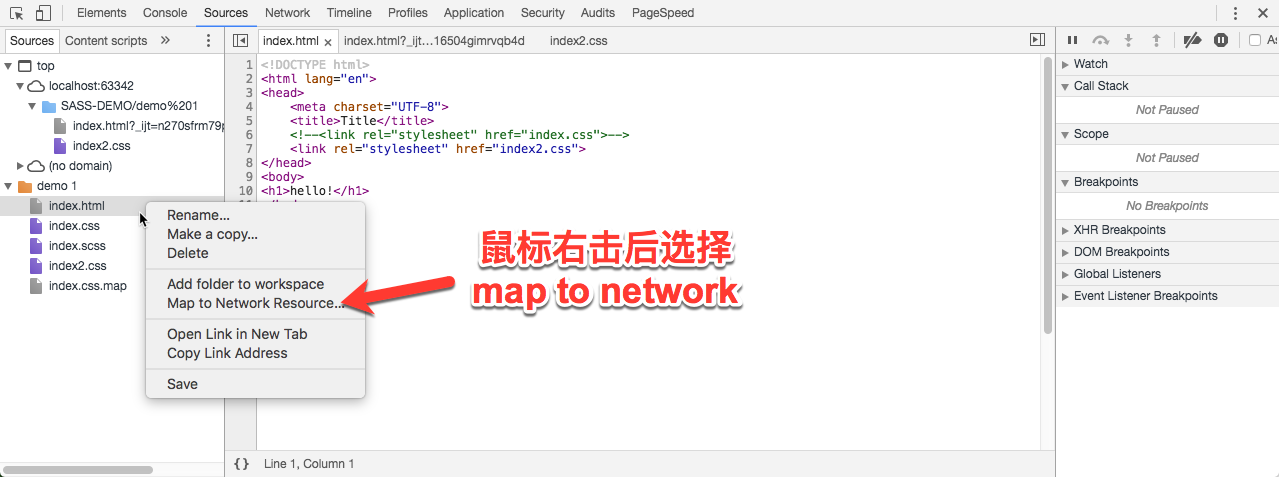 Elements Console Sources Network Timeline Profiles Application Security Audits PageSpeed
Sources Content scripts »
index.html × index.html?_ijt…16504gimrvqb4d index2.css
top
localhost:63342
SASS-DEMO/demo%201
index.html?_ijt=n270sfrm79p
index2.css
(no domain)
demo 1
index.html
index.css
index.scss
index2.css
index.css.map
Rename...
Make a copy...
Delete
Add folder to workspace
Map to Network Resource...
Open Link in New Tab
Copy Link Address
Save
1 <!DOCTYPE html>
2 <html lang="en">
3 <head>
4 <meta charset="UTF-8">
5 <title>Title</title>
6 <!--<link rel="stylesheet" href="index.css">-->
7 <link rel="stylesheet" href="index2.css">
8 </head>
9 <body>
10 <h1>hello!</h1>
鼠标右击后选择
map to network
{} Line 1, Column 1
As
Watch
Call Stack
Not Paused
Scope
Not Paused
Breakpoints
No Breakpoints
XHR Breakpoints
DOM Breakpoints
Global Listeners
Event Listener Breakpoints